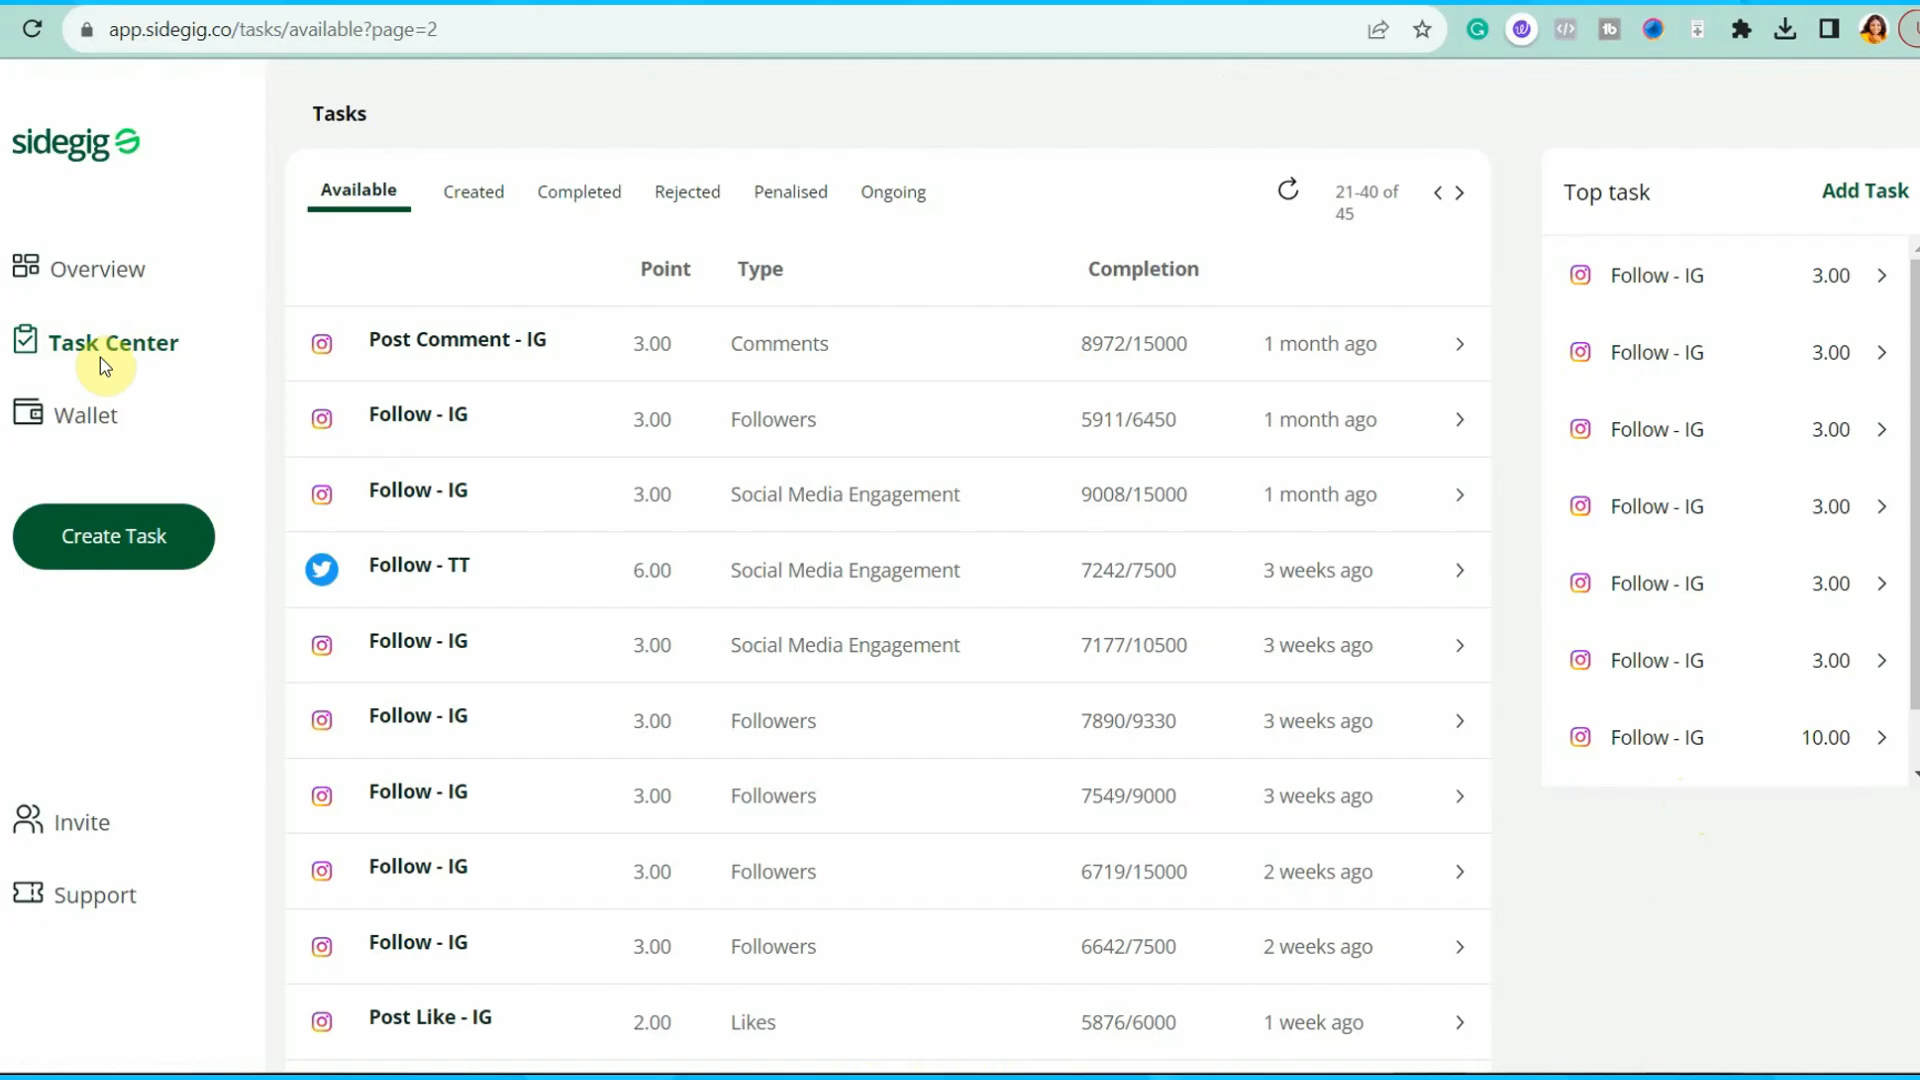 app.sidegig.co/tasks/available?page=2
sidegig
Overview
Task Center
Wallet
Create Task
Invite
Support
Tasks
Available Created Completed Rejected Penalised Ongoing 21-40 of
45
Point Type Completion
Post Comment - IG 3.00 Comments 8972/15000 1 month ago
Follow - IG 3.00 Followers 5911/6450 1 month ago
Follow - IG 3.00 Social Media Engagement 9008/15000 1 month ago
Follow - TT 6.00 Social Media Engagement 7242/7500 3 weeks ago
Follow - IG 3.00 Social Media Engagement 7177/10500 3 weeks ago
Follow - IG 3.00 Followers 7890/9330 3 weeks ago
Follow - IG 3.00 Followers 7549/9000 3 weeks ago
Follow - IG 3.00 Followers 6719/15000 2 weeks ago
Follow - IG 3.00 Followers 6642/7500 2 weeks ago
Post Like - IG 2.00 Likes 5876/6000 1 week ago
Top task Add Task
Follow - IG 3.00
Follow - IG 3.00
Follow - IG 3.00
Follow - IG 3.00
Follow - IG 3.00
Follow - IG 3.00
Follow - IG 10.00